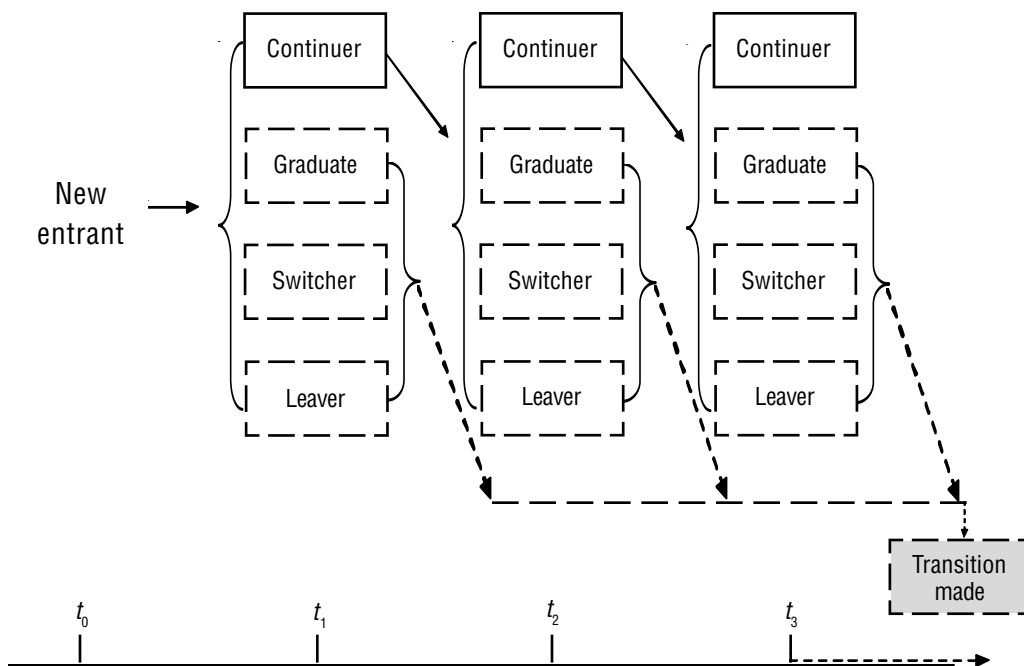 Continuer
Continuer
Continuer
Graduate
Graduate
Graduate
New
entrant
Switcher
Switcher
Switcher
Leaver
Leaver
Leaver
Transition
made
t0
t1
t2
t3